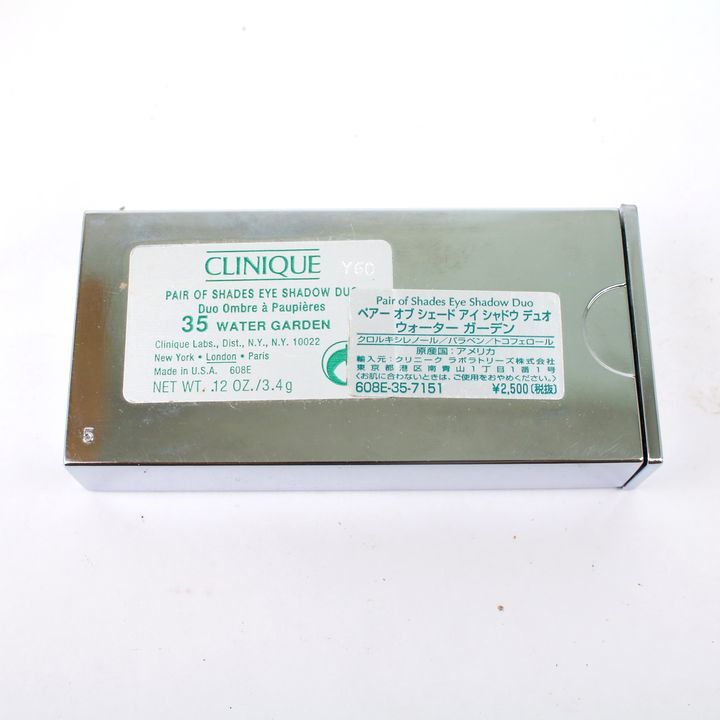 CLINIQUE
Y60
PAIR OF SHADES EYE SHADOW DUO
Duo Ombre à Paupières
35 WATER GARDEN
Clinique Labs., Dist., N.Y., N.Y. 10022
New York • London • Paris
Made in U.S.A. 608E
NET WT. .12 OZ./3.4g
Pair of Shades Eye Shadow Duo
ペアー オブ シェード アイ シャドウ デュオ
ウォーター ガーデン
クロルキシレノール/パラベン/トコフェロール
原産国:アメリカ
輸入元:クリニーク ラボラトリーズ株式会社
東京都港区南青山1丁目1番1号
〈お肌に合わないときは、ご使用をおやめください。〉
608E-35-7151 ¥2,500(税抜)
5